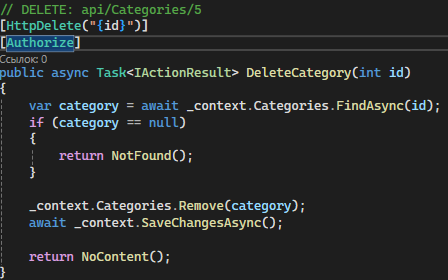 // DELETE: api/Categories/5
[HttpDelete("{id}")]
[Authorize]
Ссылок: 0
public async Task<IActionResult> DeleteCategory(int id)
{
var category = await _context.Categories.FindAsync(id);
if (category == null)
{
return NotFound();
}
_context.Categories.Remove(category);
await _context.SaveChangesAsync();
return NoContent();
}